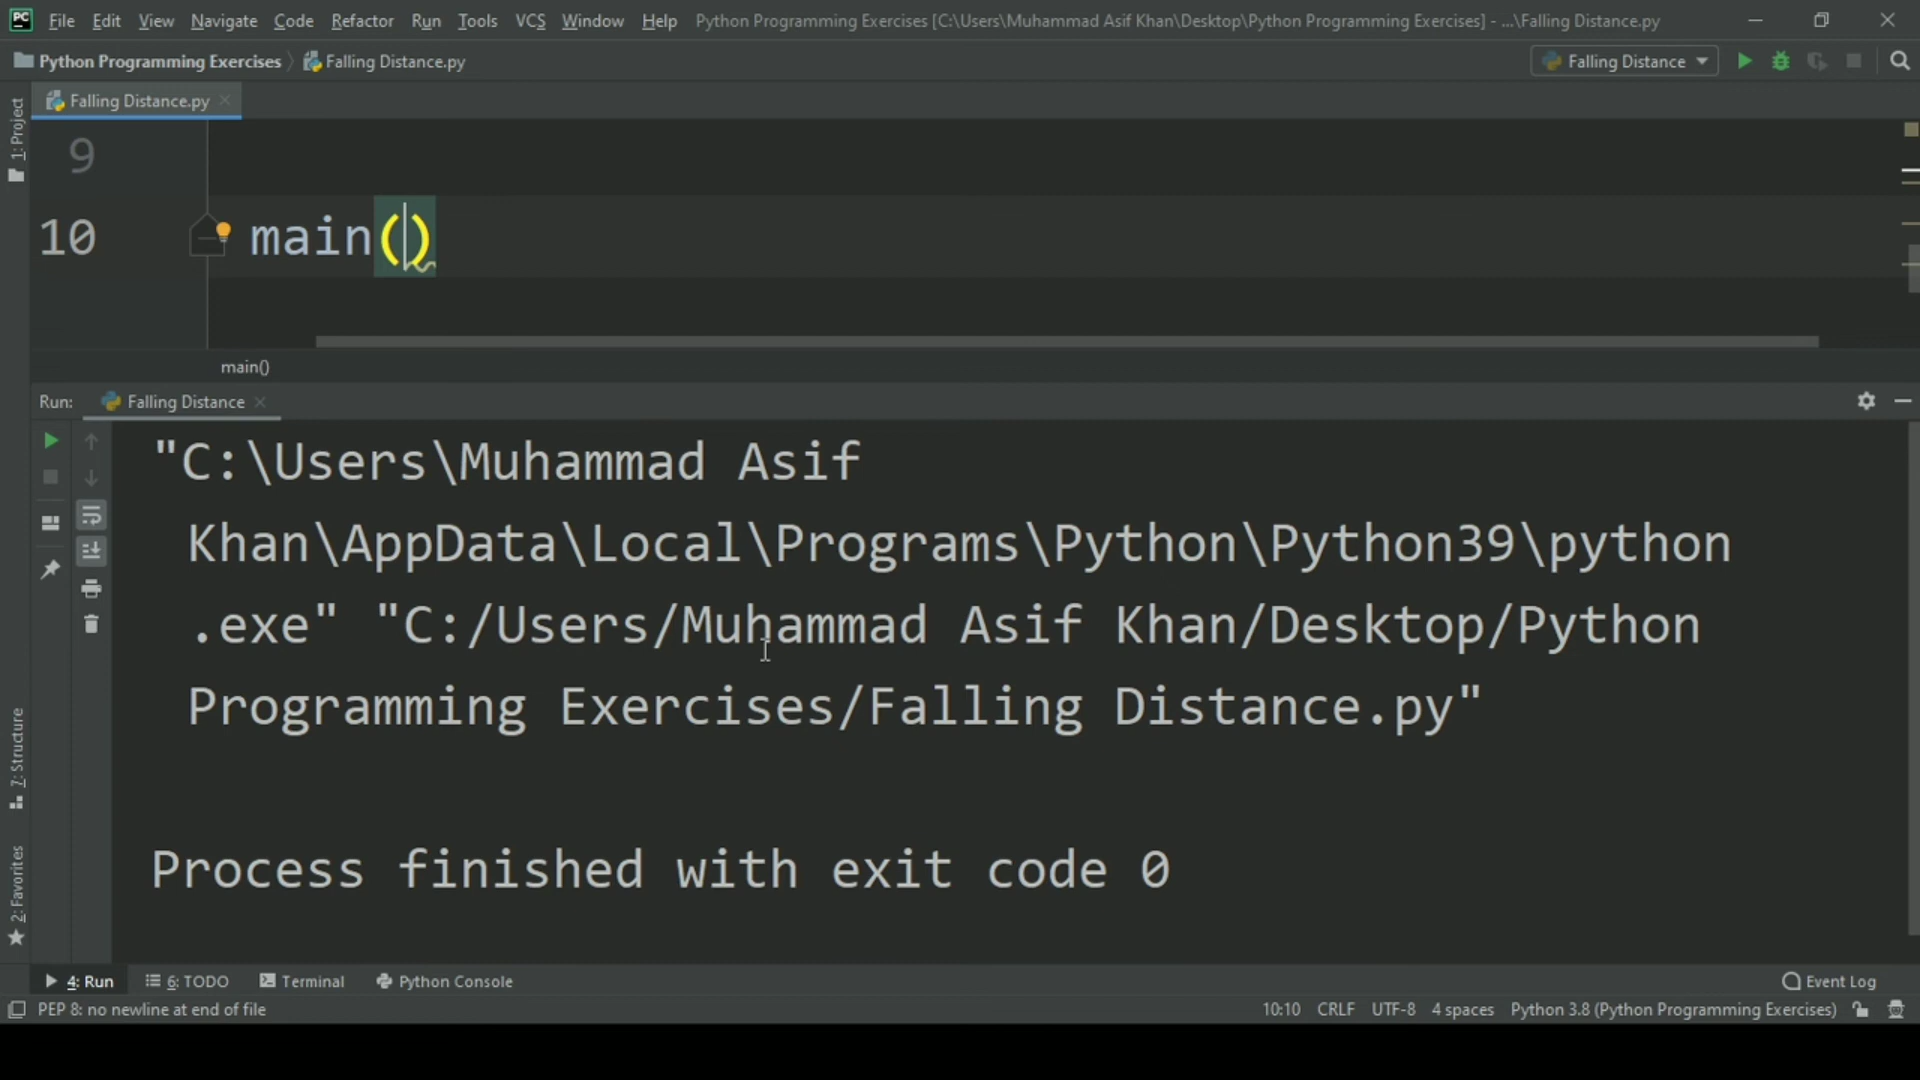 PC File Edit View Navigate Code Refactor Run Tools VCS Window Help Python Programming Exercises [C:\Users\Muhammad Asif Khan\Desktop\Python Programming Exercises] - ...\Falling Distance.py
Python Programming Exercises Falling Distance.py Falling Distance
1: Project
Falling Distance.py
9
10 main()
main()
Run: Falling Distance
"C:\Users\Muhammad Asif
Khan\AppData\Local\Programs\Python\Python39\python
.exe" "C:/Users/Muhammad Asif Khan/Desktop/Python
Programming Exercises/Falling Distance.py"
Process finished with exit code 0
7: Structure
2: Favorites
4: Run 6: TODO Terminal Python Console Event Log
PEP 8: no newline at end of file 10:10 CRLF UTF-8 4 spaces Python 3.8 (Python Programming Exercises)